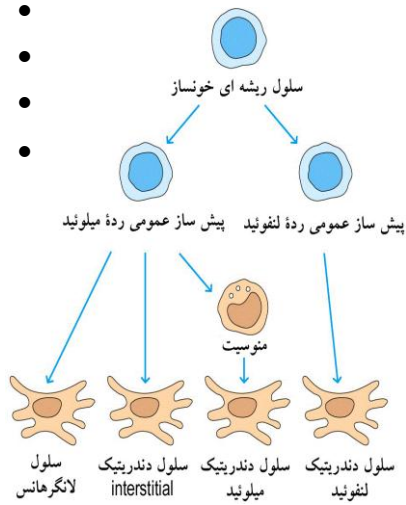 سلول ریشه ای خونساز
پیش ساز عمومی ردۀ لنفوئید
پیش ساز عمومی ردۀ میلوئید
منوسیت
سلول دندریتیک
لنفوئید
سلول دندریتیک
میلوئید
سلول دندریتیک
interstitial
سلول
لانگرهانس